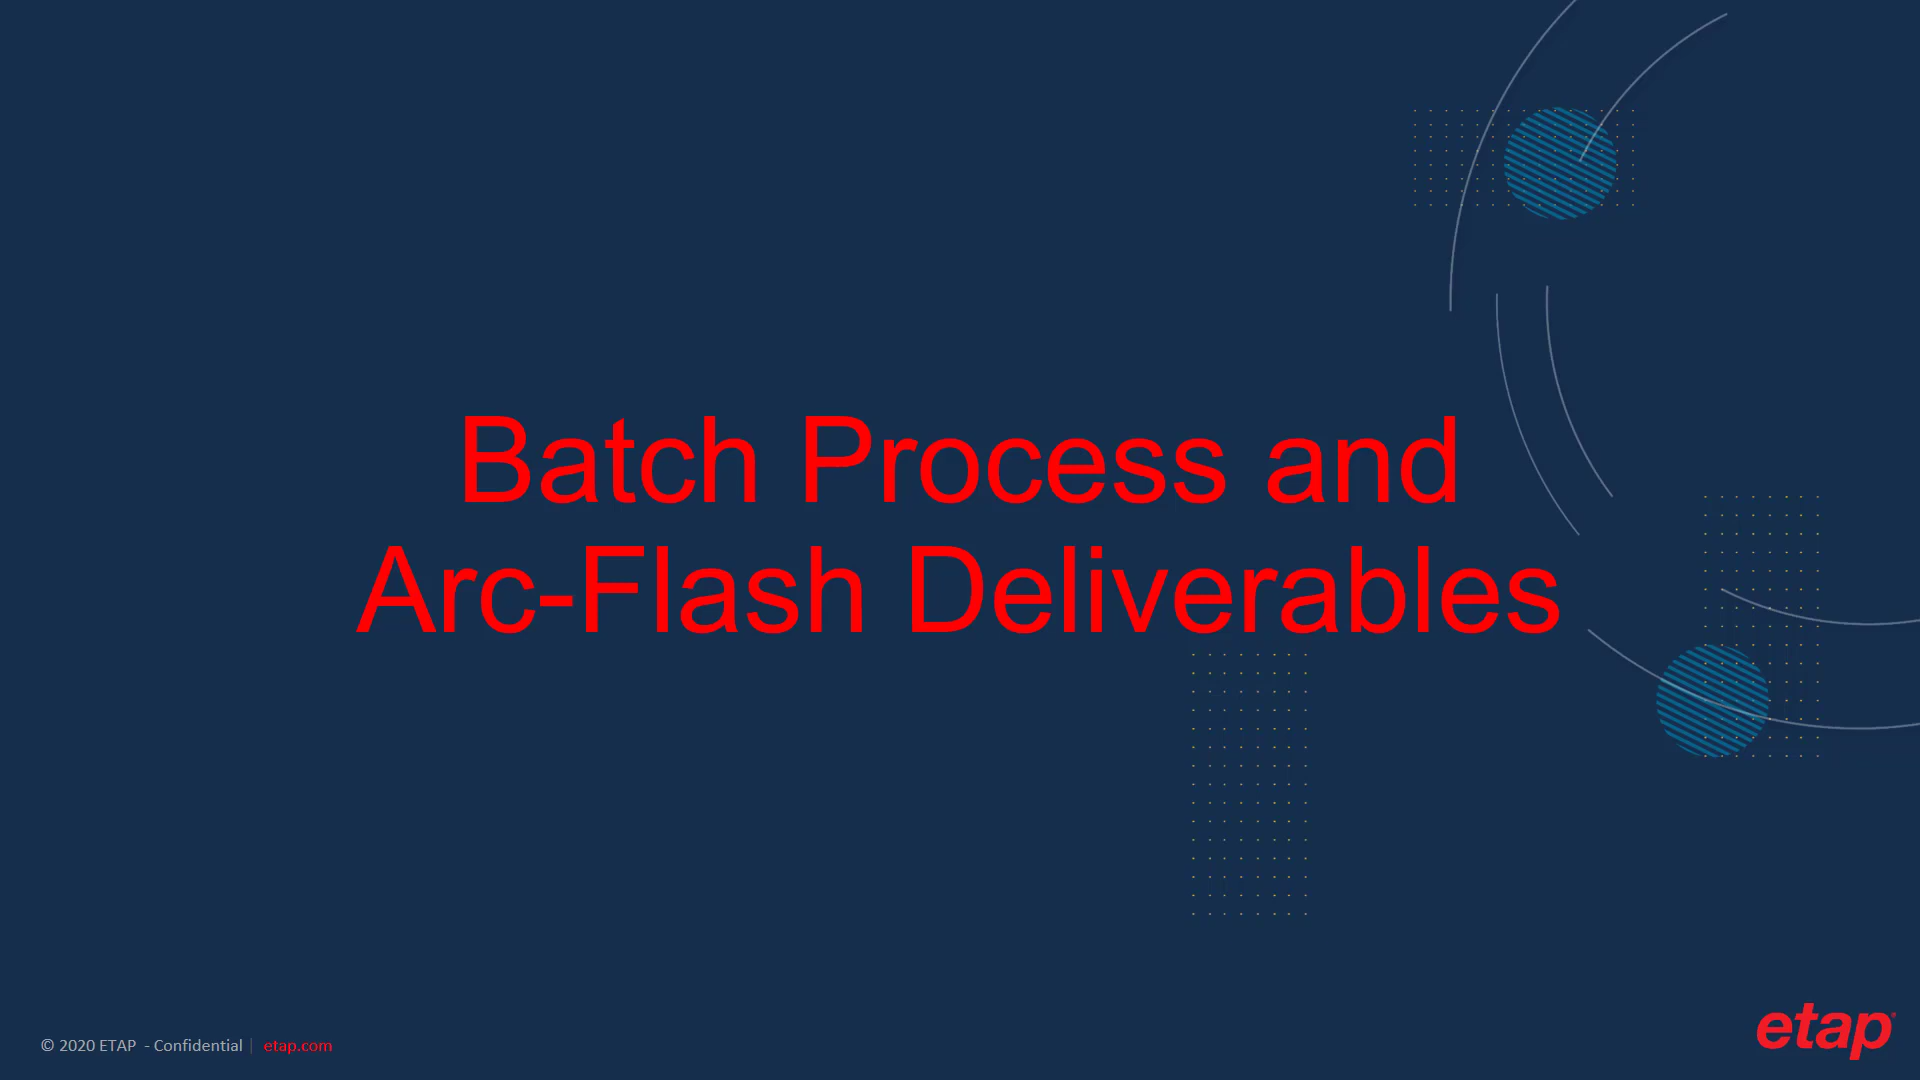 Batch Process and
Arc-Flash Deliverables
© 2020 ETAP - Confidential | etap.com
etap